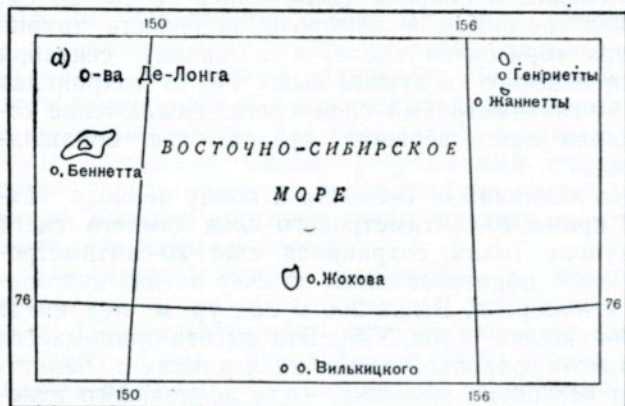 150 156
а) о-ва Де-Лонга
о. Генриетты
о. Жаннетты
ВОСТОЧНО-СИБИРСКОЕ
о. Беннетта
МОРЕ
о. Жохова
76 76
о. Вилькицкого
150 156